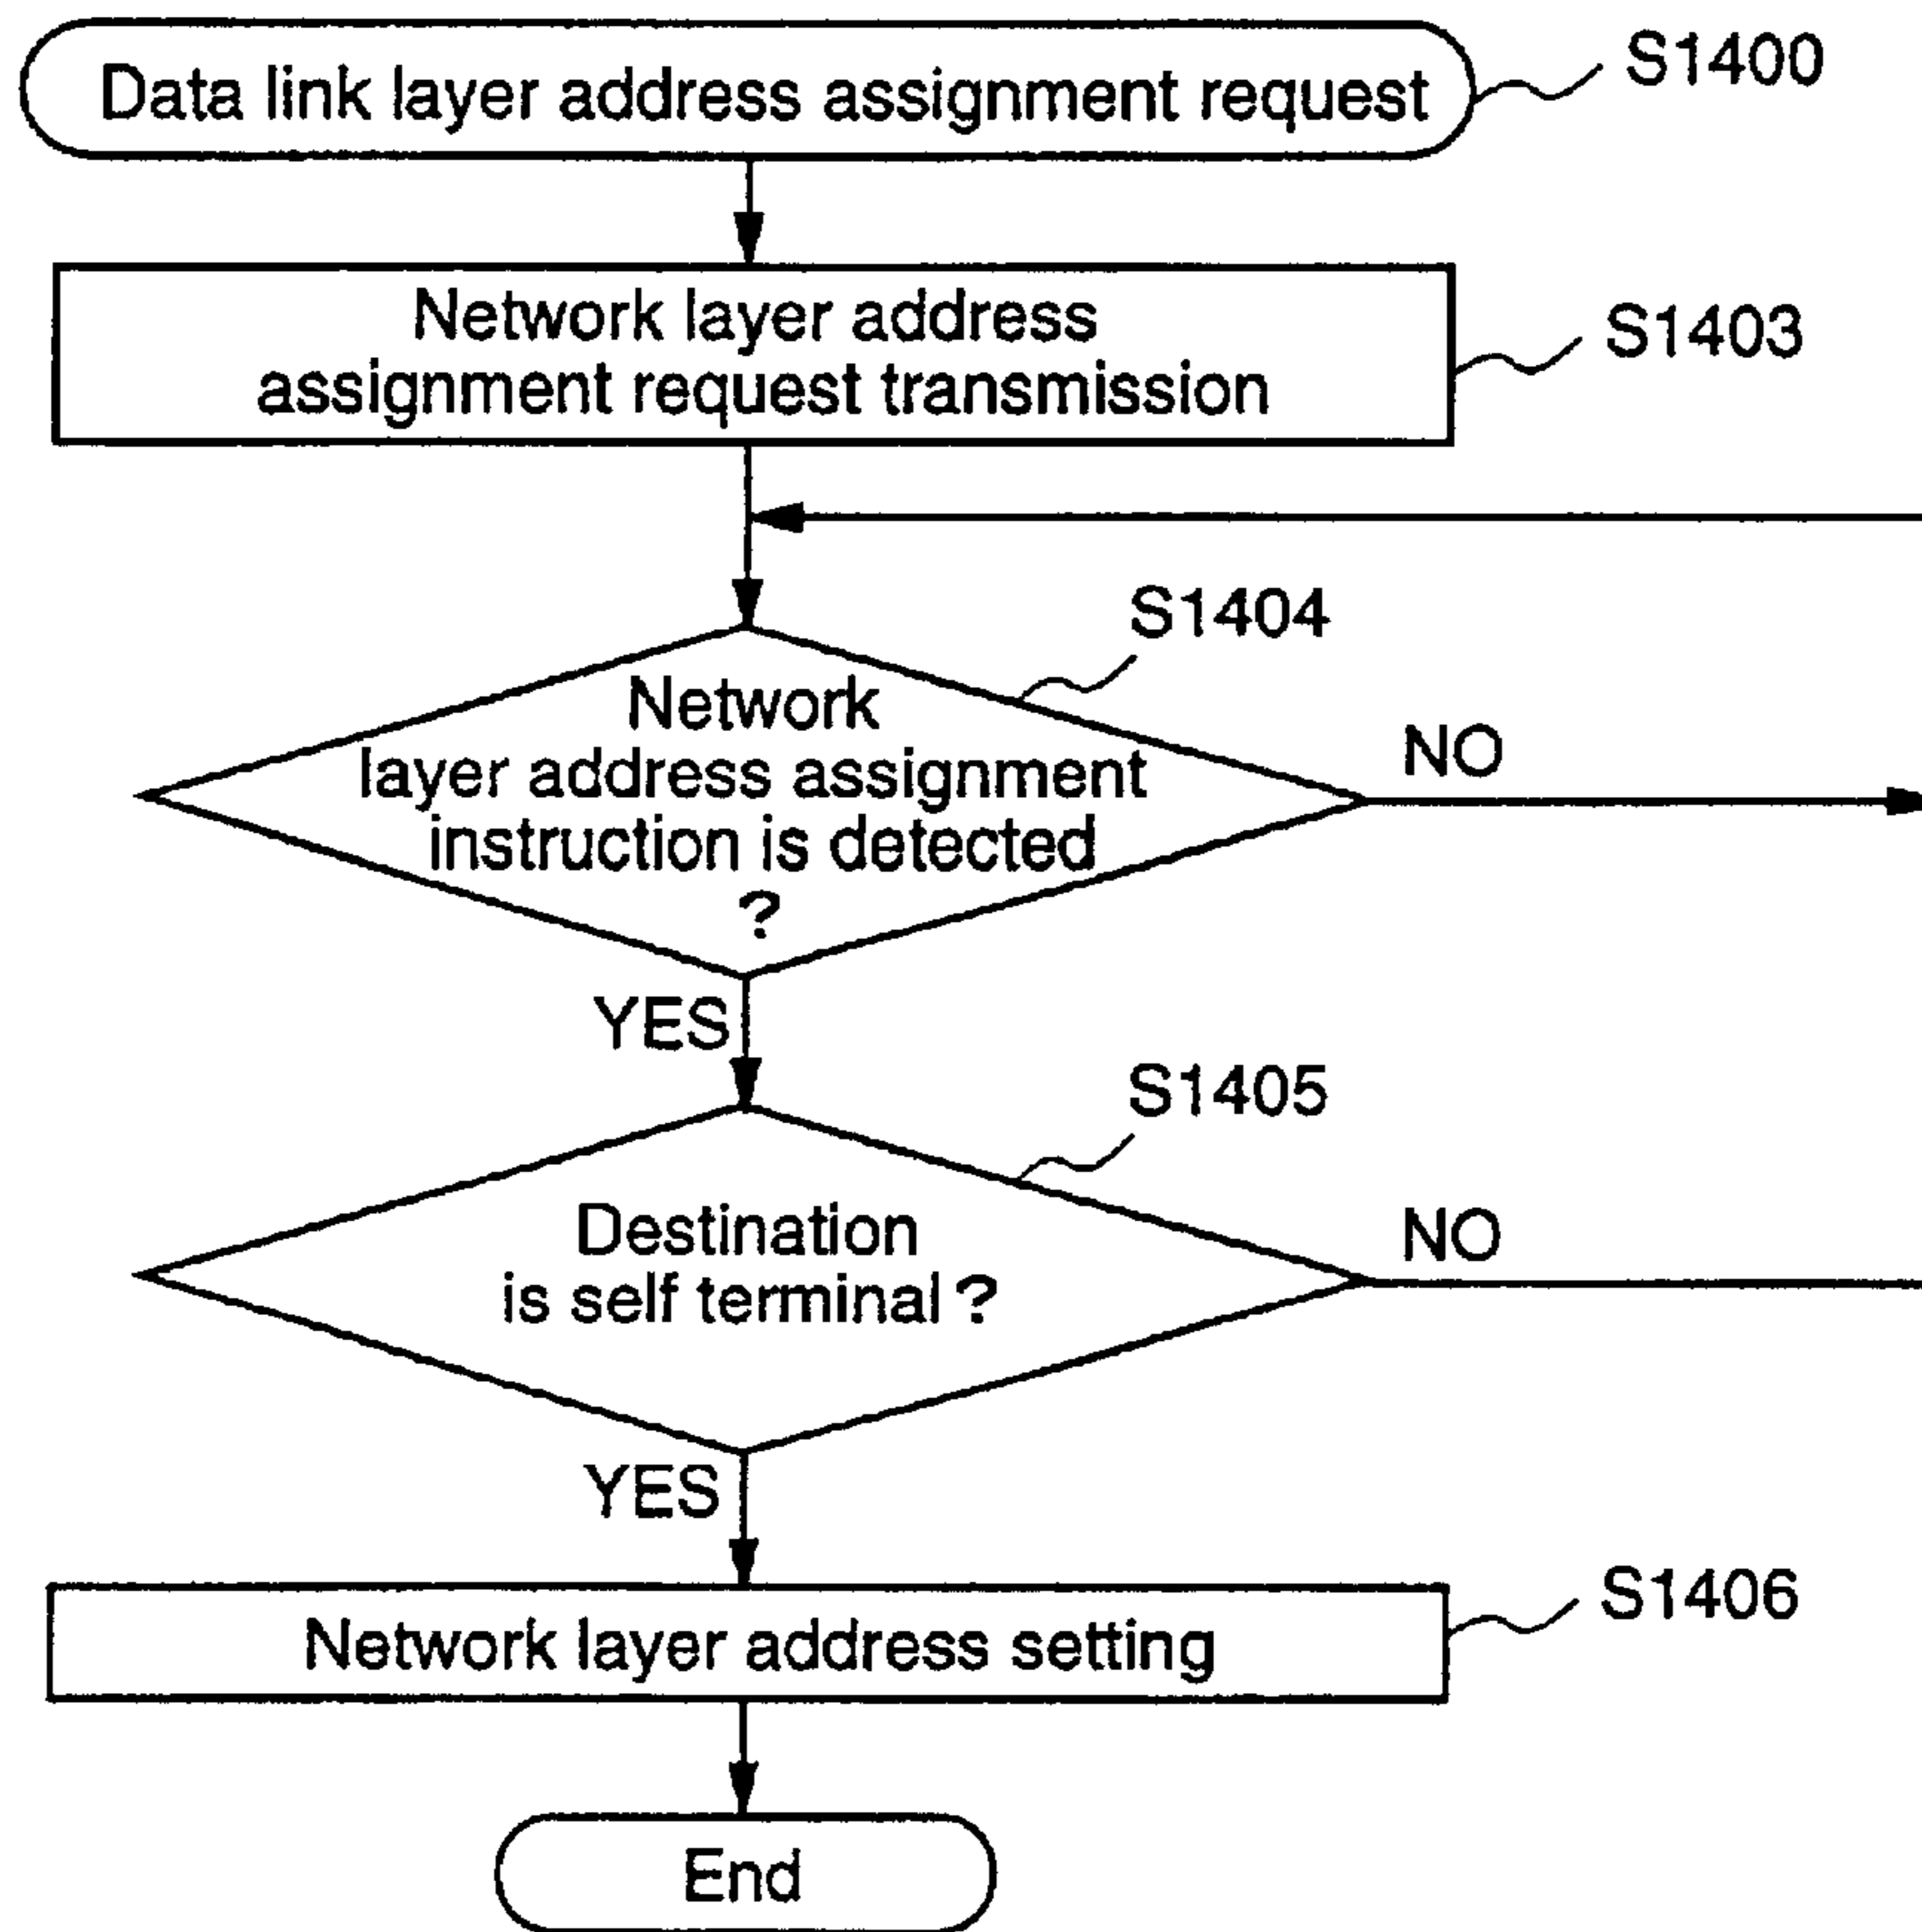 Data link layer address assignment request
S1400
Network layer address
assignment request transmission
S1403
S1404
Network
layer address assignment
instruction is detected
?
NO
YES
S1405
Destination
is self terminal ?
NO
YES
Network layer address setting
S1406
End